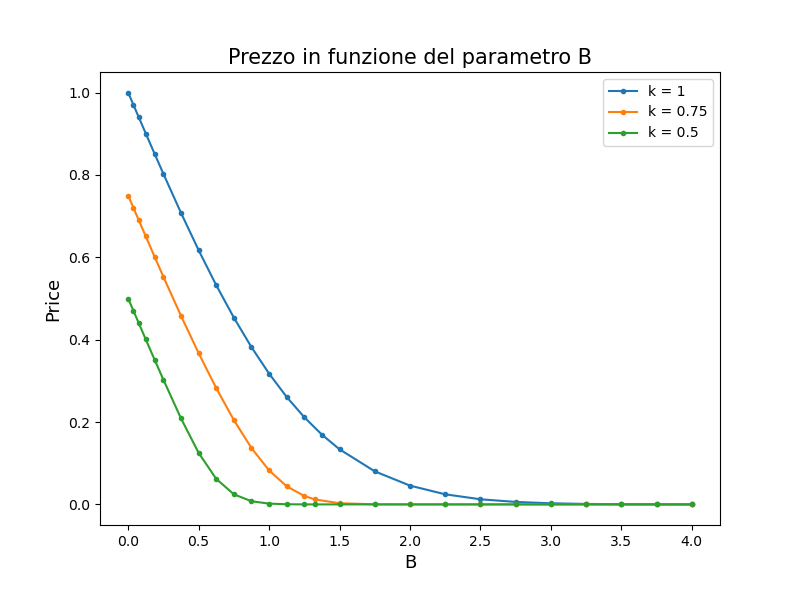 Prezzo in funzione del parametro B
k = 1
k = 0.75
k = 0.5
Price
1.0
0.8
0.6
0.4
0.2
0.0
0.0 0.5 1.0 1.5 2.0 2.5 3.0 3.5 4.0
B